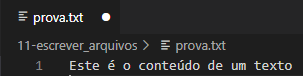 prova.txt
11-escrever_arquivos > prova.txt
1 Este é o conteúdo de um texto